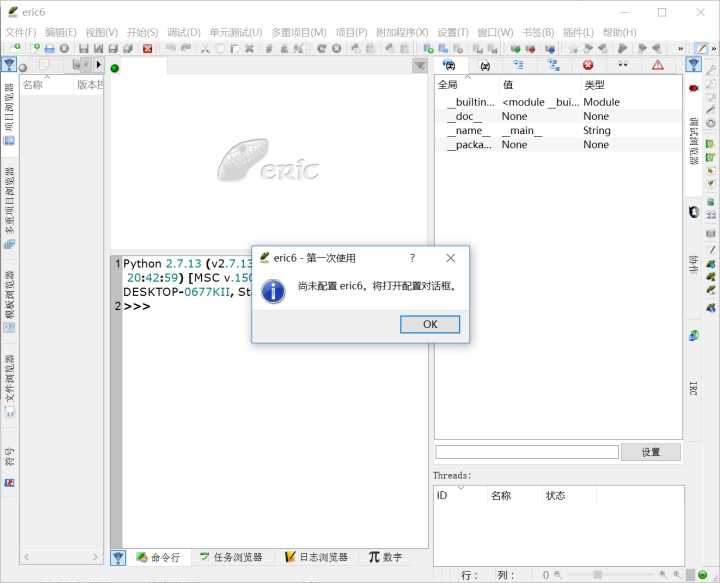 eric6
文件(F) 编辑(E) 视图(V) 开始(S) 调试(D) 单元测试(U) 多重项目(M) 项目(P) 附加程序(X) 设置(T) 窗口(W) 书签(B) 插件(L) 帮助(H)
» »
名称 版本控
项目浏览器
多重项目浏览器
模板浏览器
文件浏览器
符号
eric
全局 值 类型
__builtin... <module __bui... Module
__doc__ None None
__name__ __main__ String
__packa... None None
调试浏览器
协作
IRC
eric6 - 第一次使用 ?
尚未配置 eric6。将打开配置对话框。
OK
1 Python 2.7.13 (v2.7.13
20:42:59) [MSC v.150
DESKTOP-0677KII, St
2 >>>
设置
Threads:
ID 名称 状态
命令行 任务浏览器 日志浏览器 π 数字
行: 列: 0